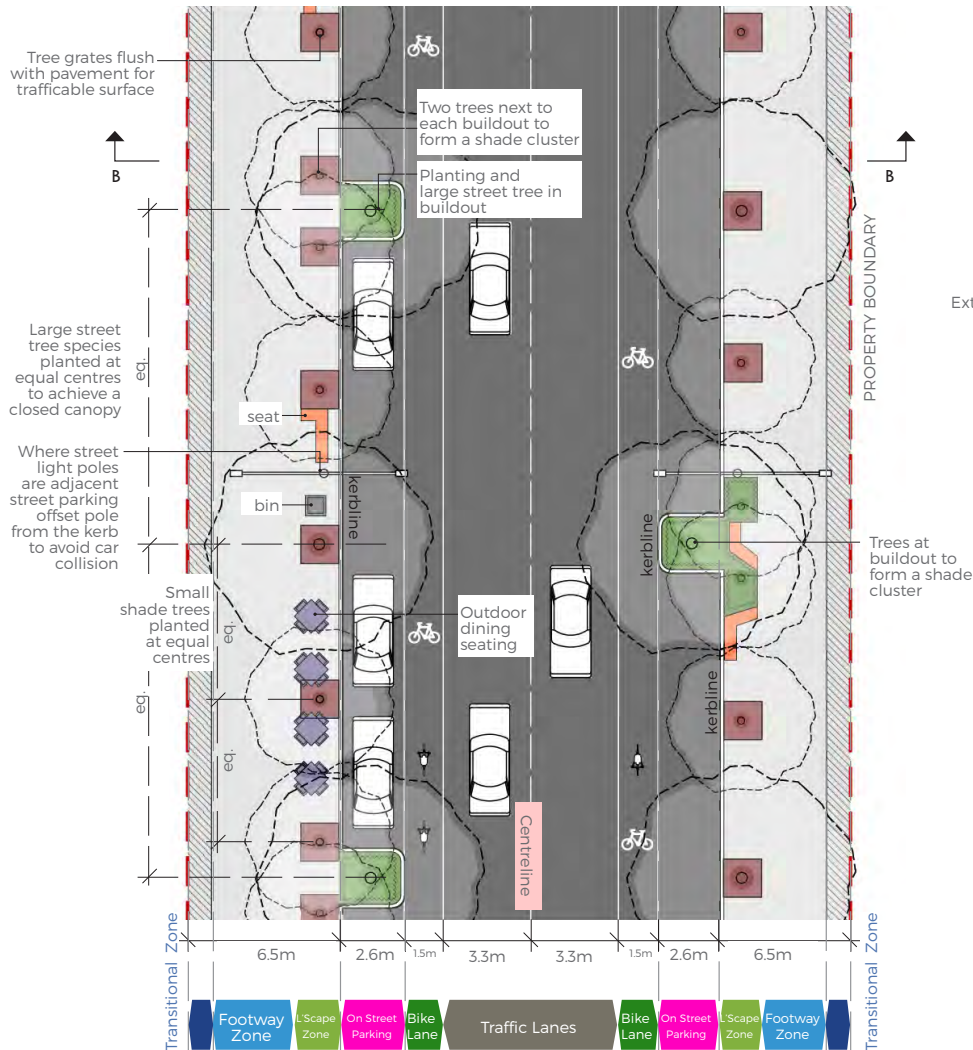 Tree grates flush
with pavement for
trafficable surface
Two trees next to
each buildout to
form a shade cluster
B
B
Planting and
large street tree in
buildout
PROPERTY BOUNDARY
Ext
Large street
tree species
planted at
equal centres
to achieve a
closed canopy
eq.
seat
Where street
light poles
are adjacent
street parking
offset pole
from the kerb
to avoid car
collision
bin
kerbline
kerbline
Trees at
buildout to
form a shade
cluster
Small
shade trees
planted
at equal
centres
Outdoor
dining
seating
eq.
eq.
eq.
kerbline
Centreline
Transitional Zone
6.5m
2.6m
1.5m
3.3m
3.3m
1.5m
2.6m
6.5m
Transitional Zone
Footway
Zone
L'Scape
Zone
On Street
Parking
Bike
Lane
Traffic Lanes
Bike
Lane
On Street
Parking
L'Scape
Zone
Footway
Zone